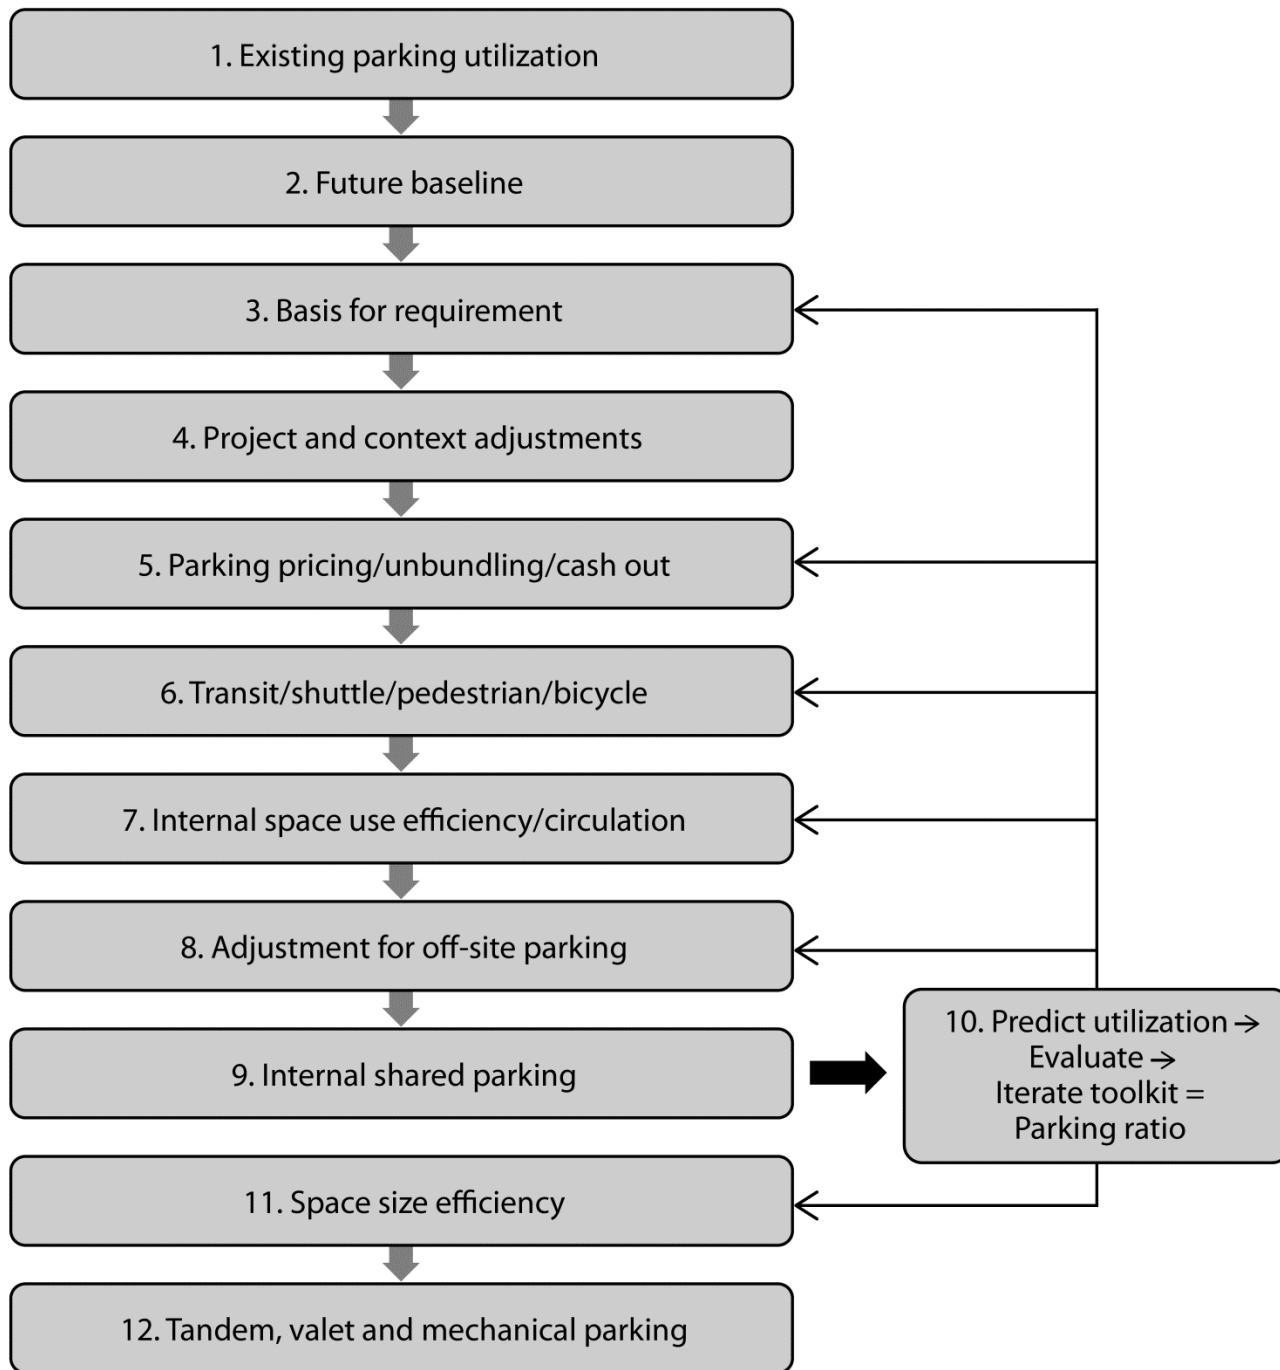 1. Existing parking utilization
2. Future baseline
3. Basis for requirement
4. Project and context adjustments
5. Parking pricing/unbundling/cash out
6. Transit/shuttle/pedestrian/bicycle
7. Internal space use efficiency/circulation
8. Adjustment for off-site parking
9. Internal shared parking
10. Predict utilization →
Evaluate →
Iterate toolkit =
Parking ratio
11. Space size efficiency
12. Tandem, valet and mechanical parking